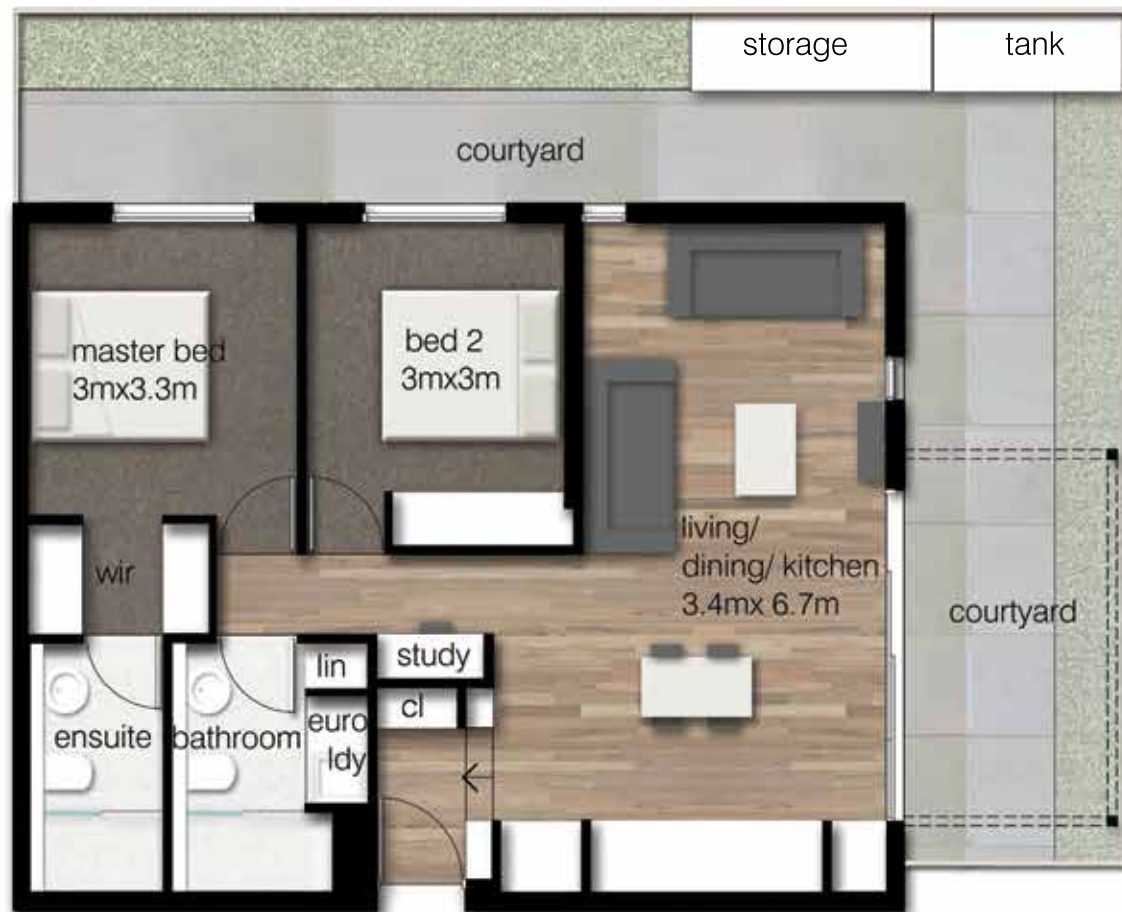 storage
tank
courtyard
master bed
3mx3.3m
bed 2
3mx3m
living/
dining/ kitchen
3.4mx 6.7m
courtyard
wir
study
lin
cl
euro
ldy
ensuite
bathroom